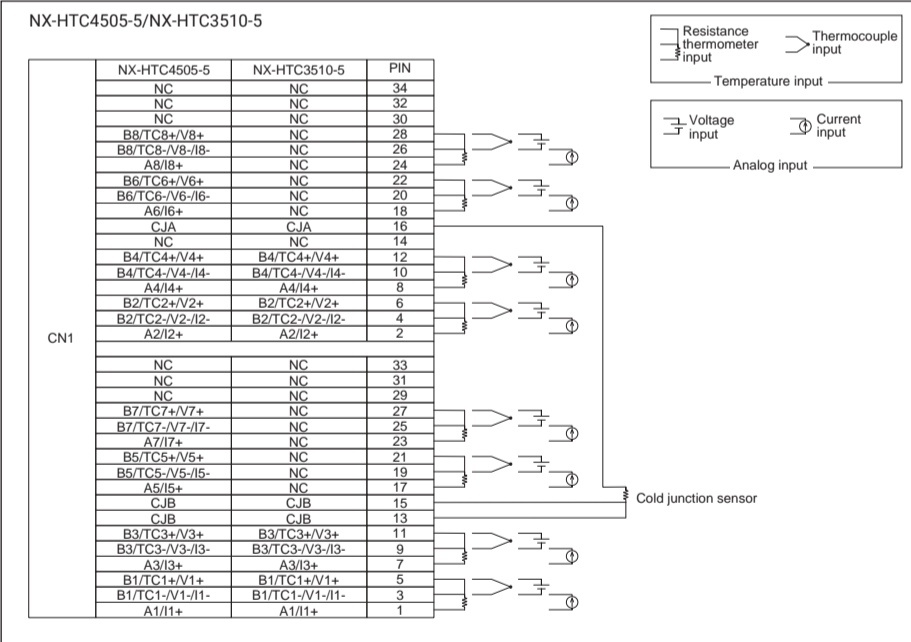 NX-HTC4505-5/NX-HTC3510-5
Resistance thermometer input
Thermocouple input
Temperature input
Voltage input
Current input
Analog input
CN1
NX-HTC4505-5 NX-HTC3510-5 PIN
NC NC 34
NC NC 32
NC NC 30
B8/TC8+/V8+ NC 28
B8/TC8-/V8-/I8- NC 26
A8/I8+ NC 24
B6/TC6+/V6+ NC 22
B6/TC6-/V6-/I6- NC 20
A6/I6+ NC 18
CJA CJA 16
NC NC 14
B4/TC4+/V4+ B4/TC4+/V4+ 12
B4/TC4-/V4-/I4- B4/TC4-/V4-/I4- 10
A4/I4+ A4/I4+ 8
B2/TC2+/V2+ B2/TC2+/V2+ 6
B2/TC2-/V2-/I2- B2/TC2-/V2-/I2- 4
A2/I2+ A2/I2+ 2
NC NC 33
NC NC 31
NC NC 29
B7/TC7+/V7+ NC 27
B7/TC7-/V7-/I7- NC 25
A7/I7+ NC 23
B5/TC5+/V5+ NC 21
B5/TC5-/V5-/I5- NC 19
A5/I5+ NC 17
CJB CJB 15
CJB CJB 13
B3/TC3+/V3+ B3/TC3+/V3+ 11
B3/TC3-/V3-/I3- B3/TC3-/V3-/I3- 9
A3/I3+ A3/I3+ 7
B1/TC1+/V1+ B1/TC1+/V1+ 5
B1/TC1-/V1-/I1- B1/TC1-/V1-/I1- 3
A1/I1+ A1/I1+ 1
Cold junction sensor